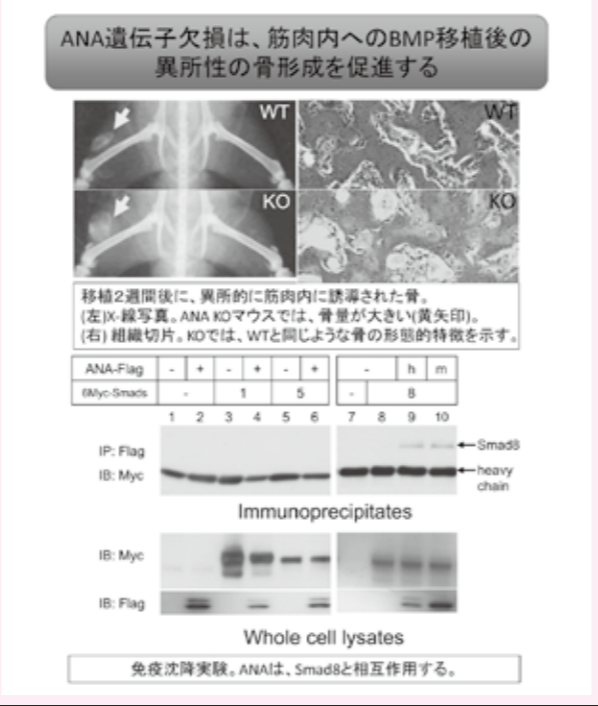 ANA遺伝子欠損は、筋肉内へのBMP移植後の
異所性の骨形成を促進する
WT
WT
KO
KO
移植2週間後に、異所的に筋肉内に誘導された骨。
(左)X-線写真。ANA KOマウスでは、骨量が大きい(黄矢印)。
(右) 組織切片。KOでは、WTと同じような骨の形態的特徴を示す。
ANA-Flag - + - + - + - h m
6Myc-Smads - 1 5 - 8
1 2 3 4 5 6 7 8 9 10
IP: Flag
IB: Myc
Smad8
heavy
chain
Immunoprecipitates
IB: Myc
IB: Flag
Whole cell lysates
免疫沈降実験。ANAは、Smad8と相互作用する。